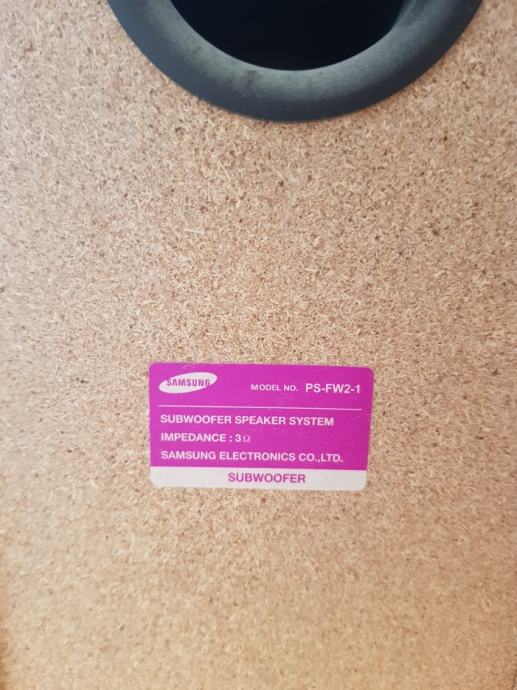 SAMSUNG MODEL NO. PS-FW2-1
SUBWOOFER SPEAKER SYSTEM
IMPEDANCE : 3Ω
SAMSUNG ELECTRONICS CO.,LTD.
SUBWOOFER